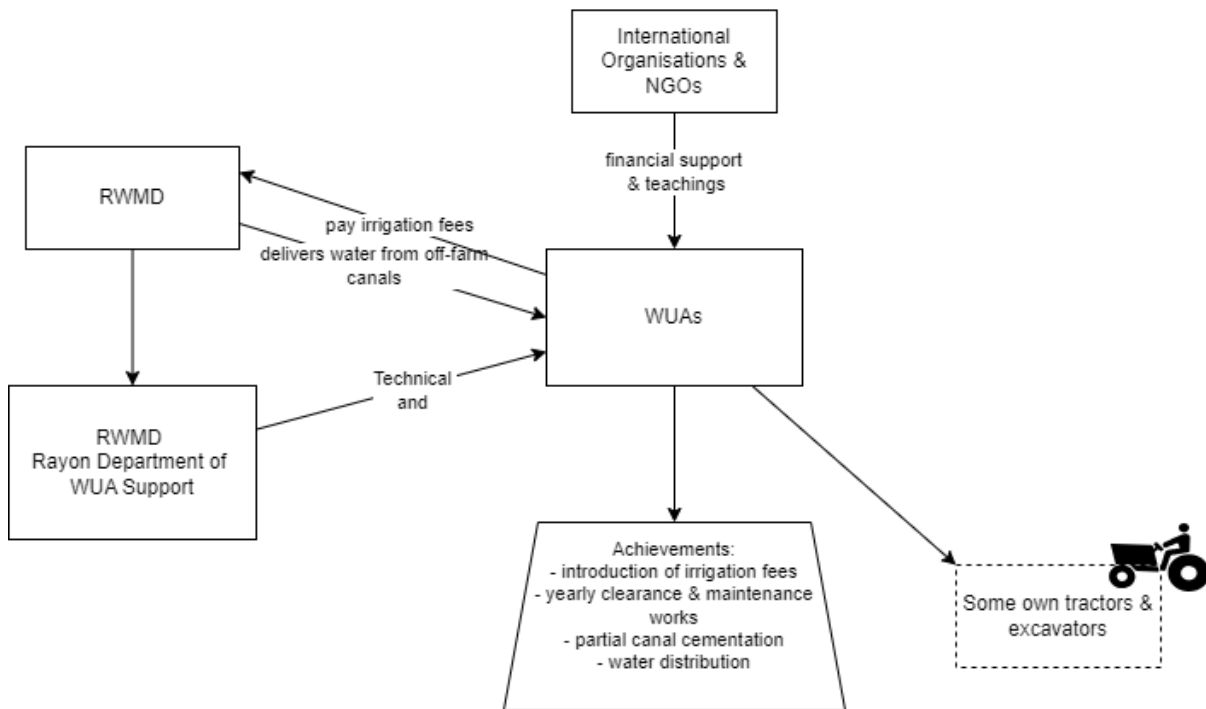 International
Organisations &
NGOs
financial support
& teachings
RWMD
pay irrigation fees
delivers water from off-farm
canals
WUAs
Technical
and
RWMD
Rayon Department of
WUA Support
Achievements:
- introduction of irrigation fees
- yearly clearance & maintenance
works
- partial canal cementation
- water distribution
Some own tractors &
excavators